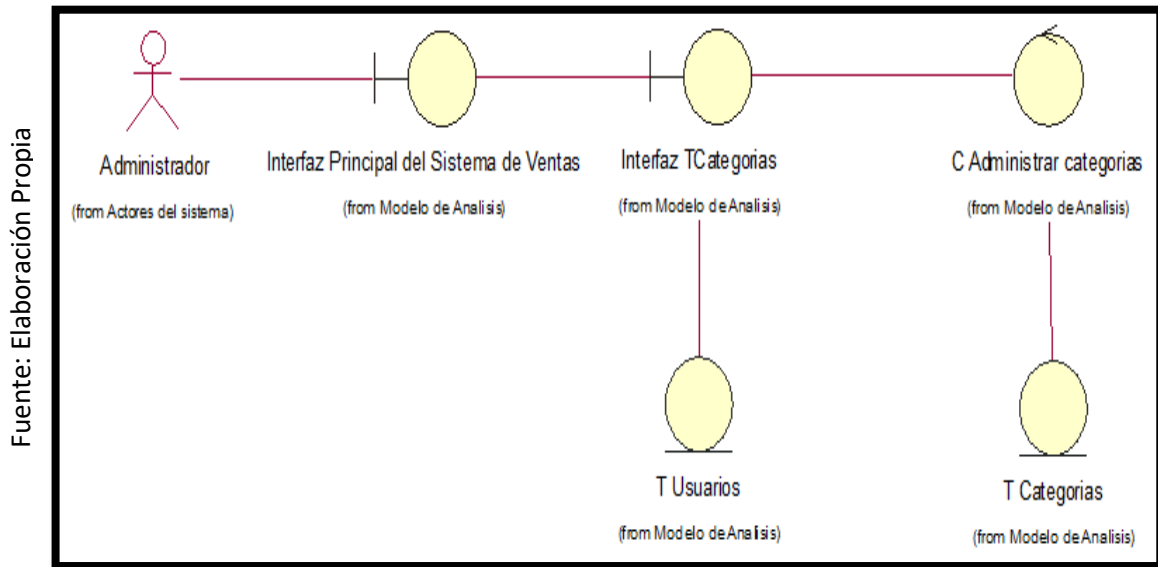 Fuente: Elaboración Propia
Administrador
(from Actores del sistema)
Interfaz Principal del Sistema de Ventas
(from Modelo de Analisis)
Interfaz TCategorias
(from Modelo de Analisis)
C Administrar categorias
(from Modelo de Analisis)
T Usuarios
(from Modelo de Analisis)
T Categorias
(from Modelo de Analisis)